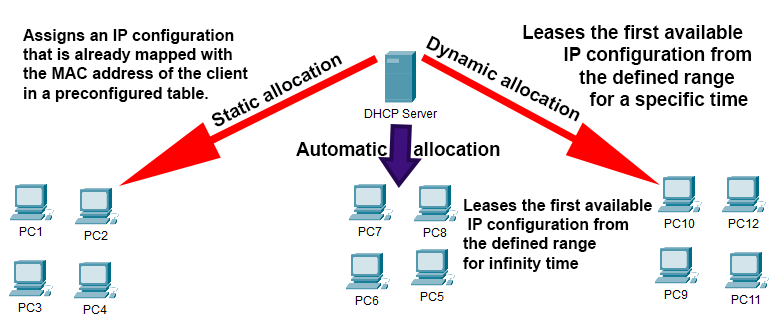 Assigns an IP configuration
that is already mapped with
the MAC address of the client
in a preconfigured table.
Static allocation
DHCP Server
Dynamic allocation
Leases the first available
IP configuration from
the defined range
for a specific time
Automatic allocation
PC1
PC2
PC3
PC4
PC7
PC8
PC6
PC5
Leases the first available
IP configuration from
the defined range
for infinity time
PC10
PC12
PC9
PC11